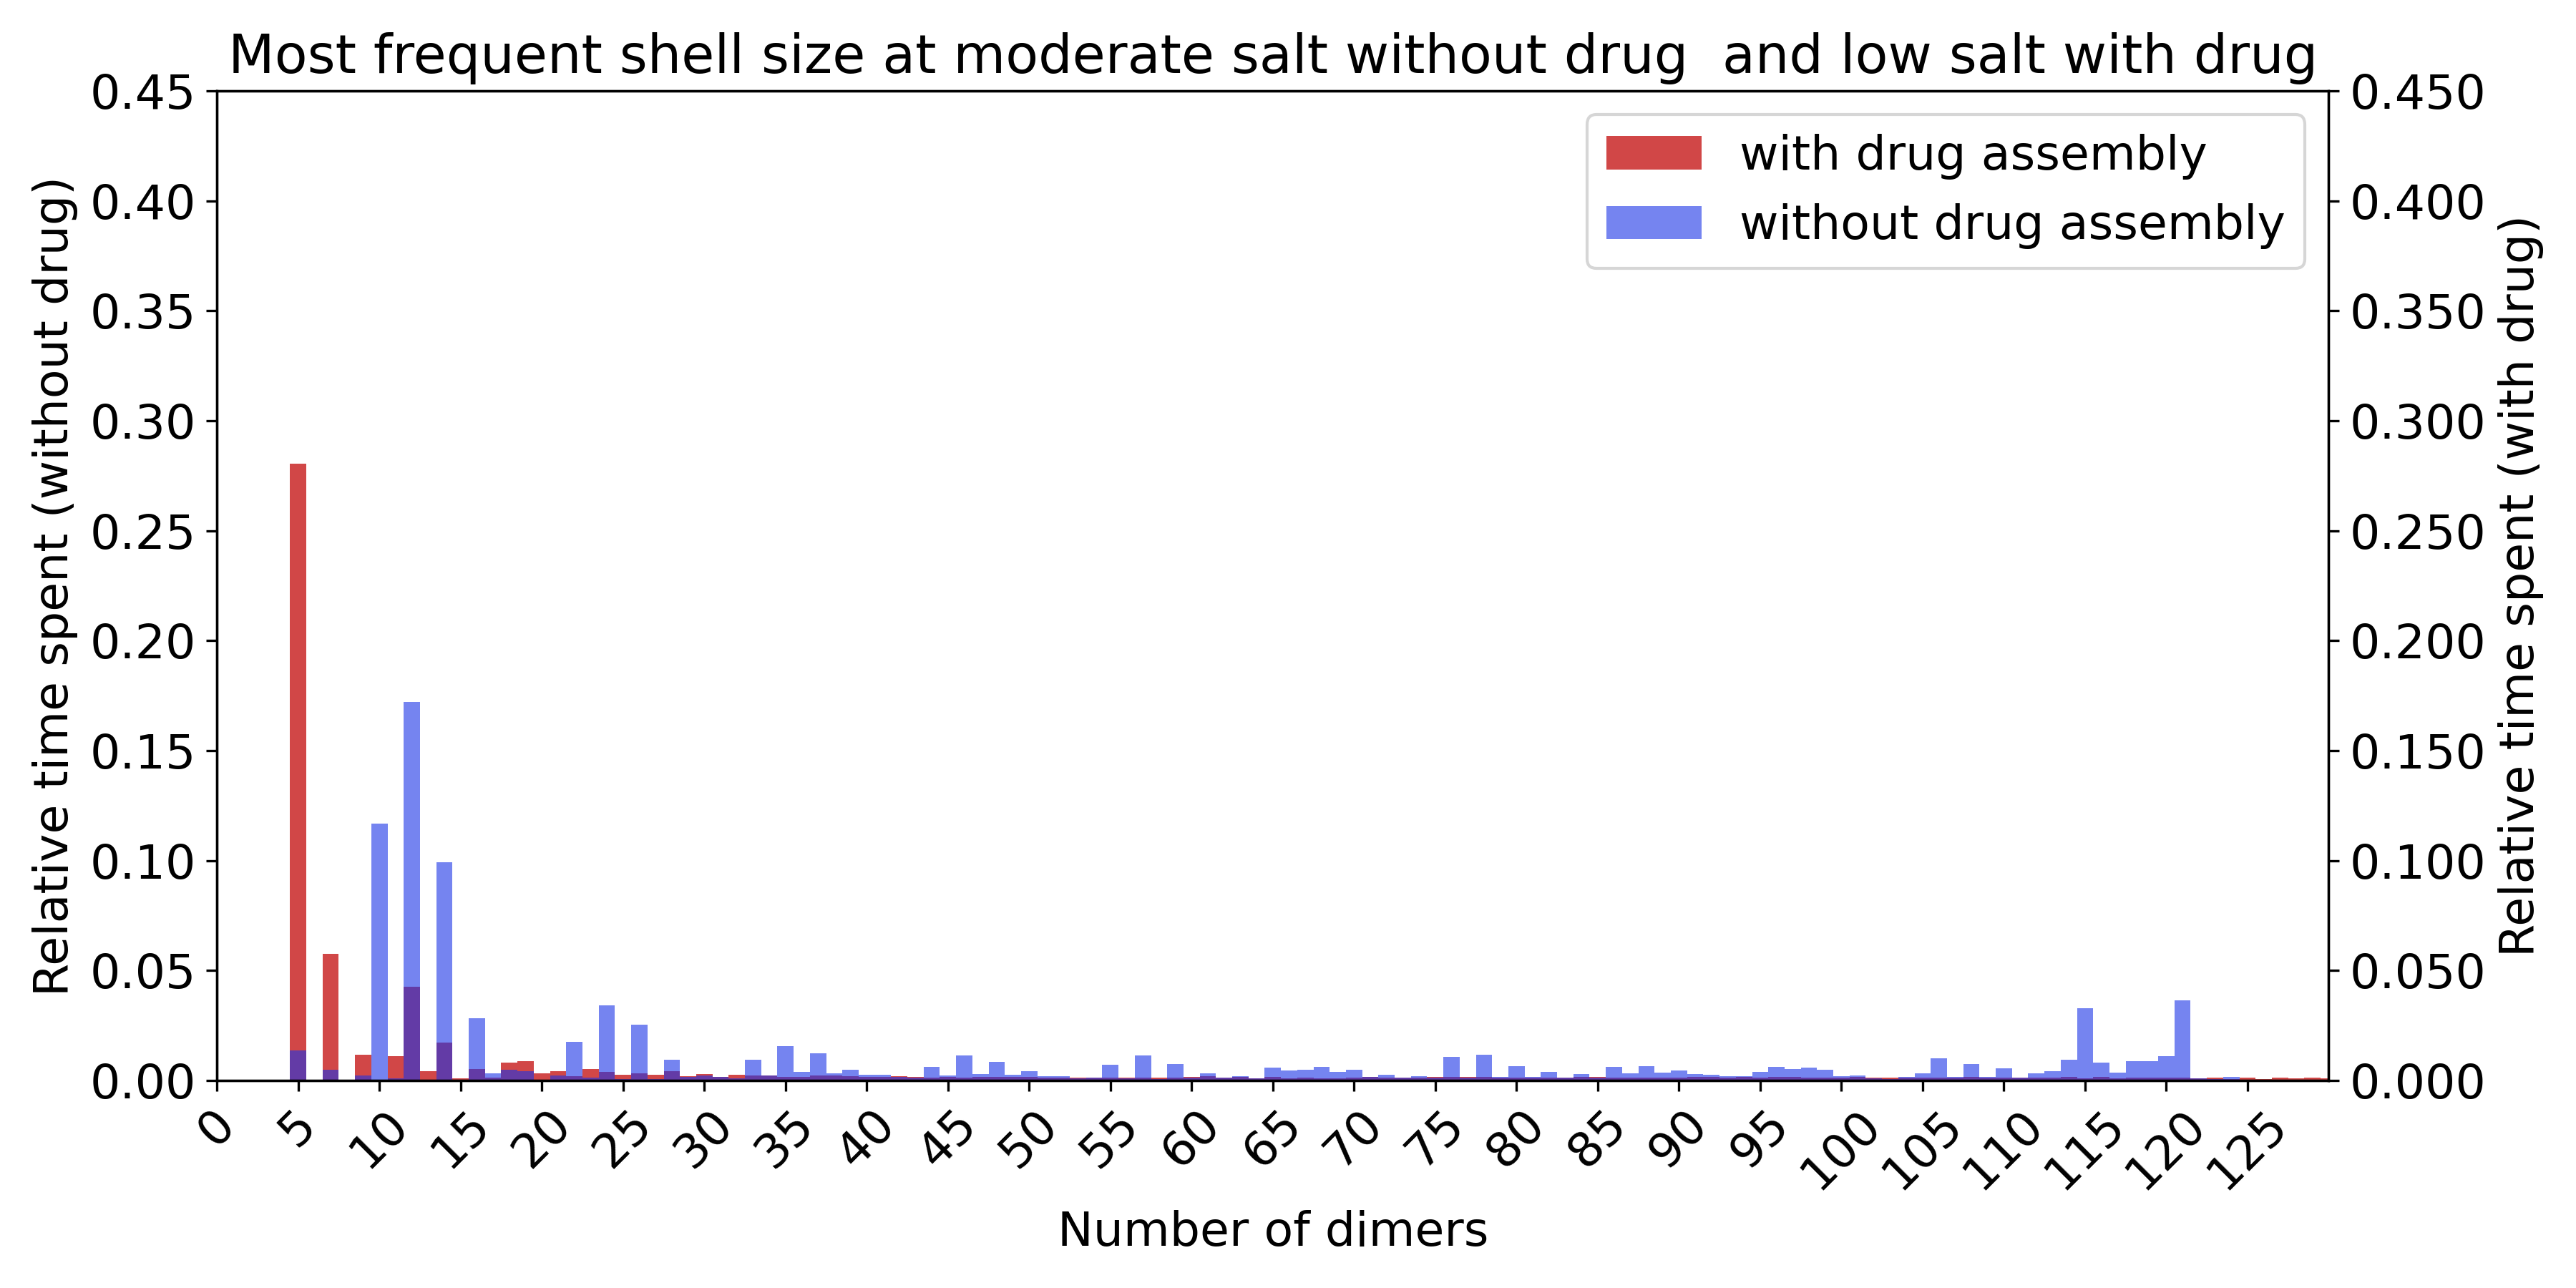 Most frequent shell size at moderate salt without drug  and low salt with drug
with drug assembly
without drug assembly
Relative time spent (without drug)
0.45
0.40
0.35
0.30
0.25
0.20
0.15
0.10
0.05
0.00
0.450
0.400
0.350
0.300
0.250
0.200
0.150
0.100
0.050
0.000
Relative time spent (with drug)
0 5 10 15 20 25 30 35 40 45 50 55 60 65 70 75 80 85 90 95 100 105 110 115 120 125
Number of dimers